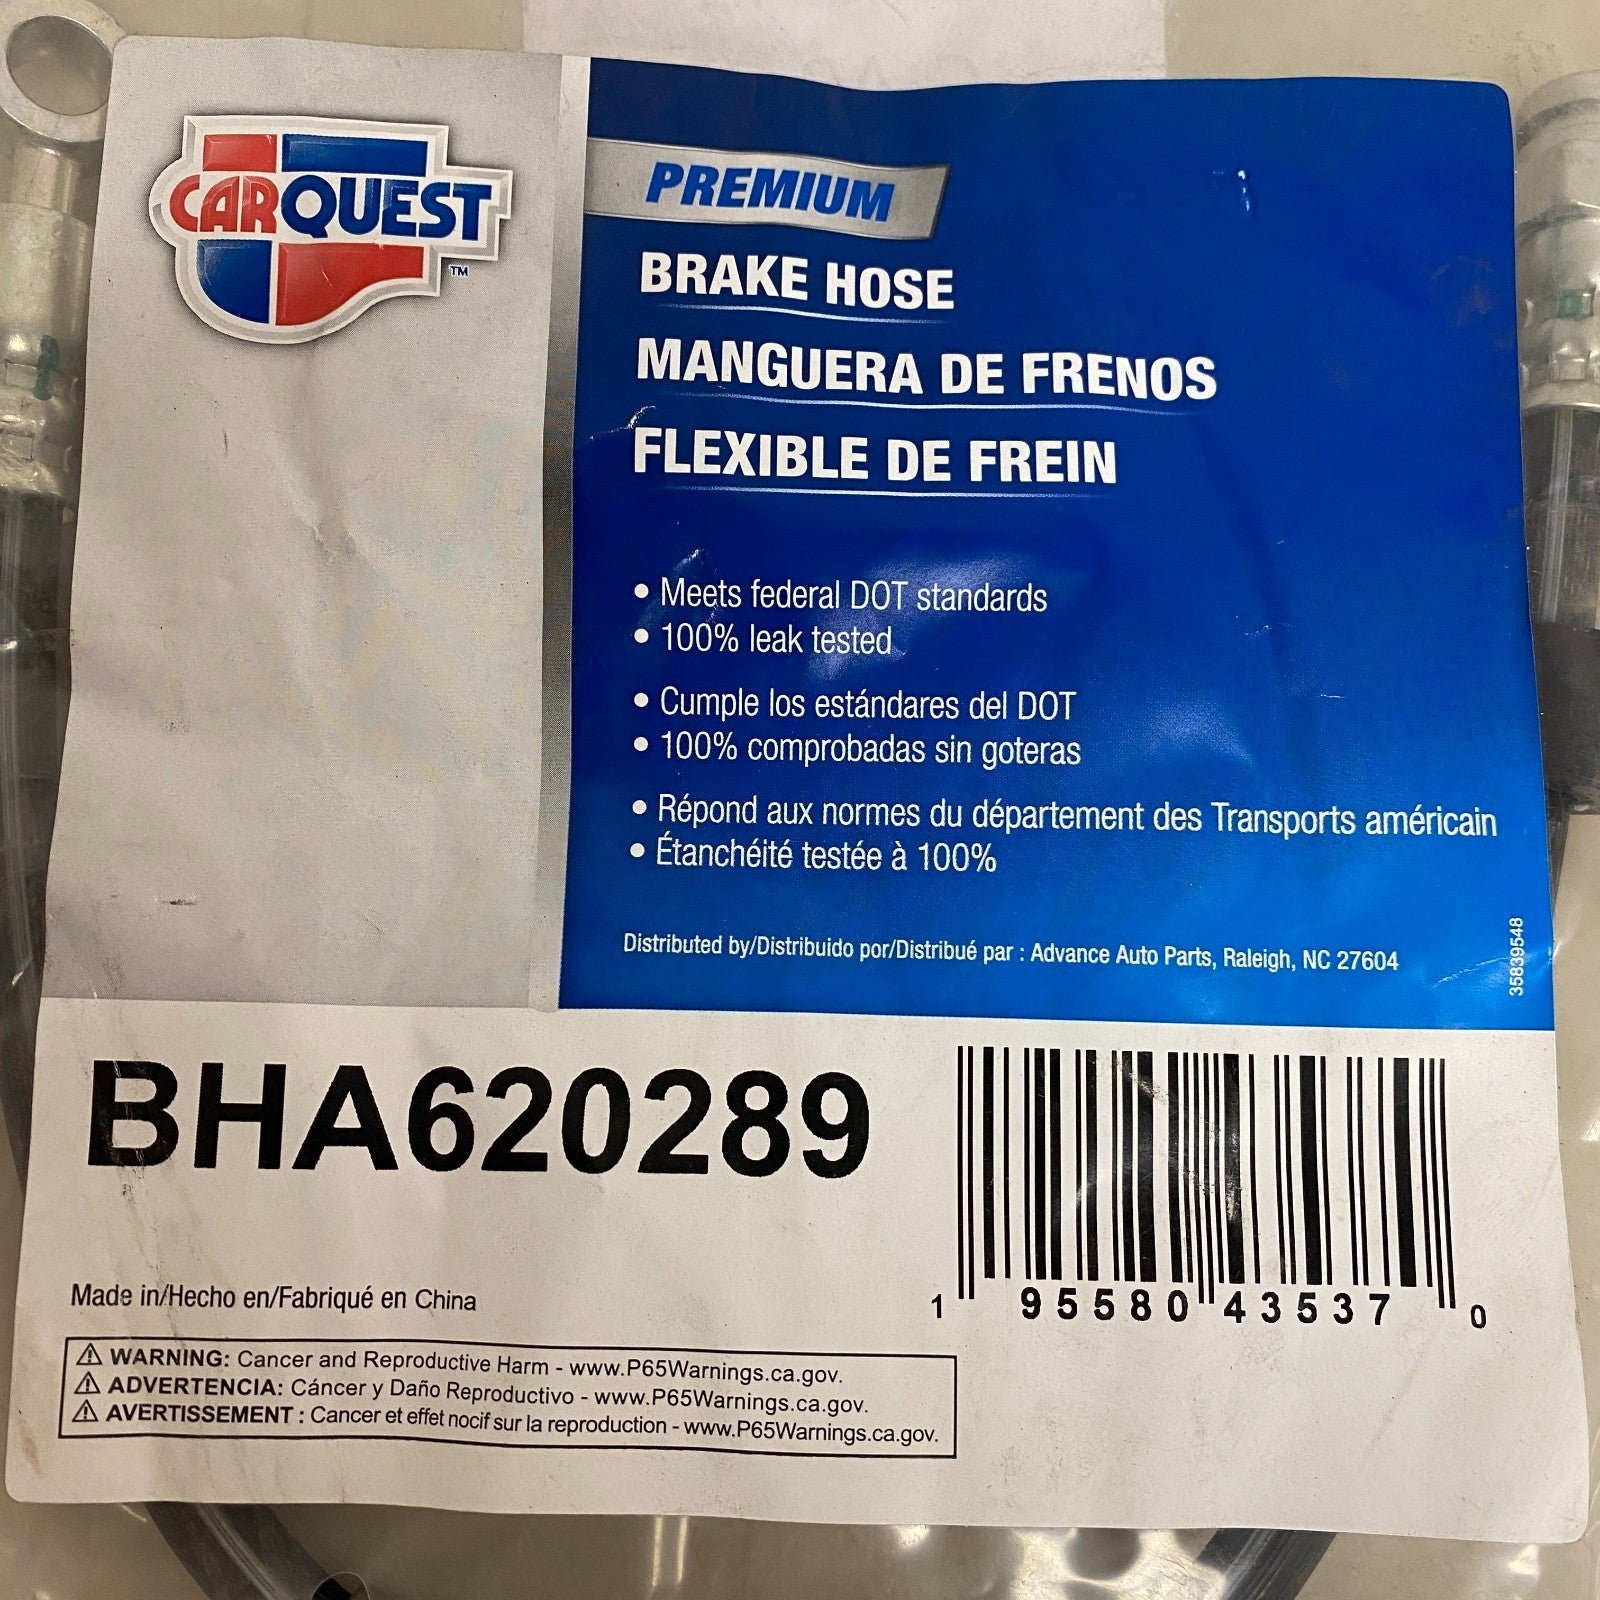 CARQUEST
TM
PREMIUM
BRAKE HOSE
MANGUERA DE FRENOS
FLEXIBLE DE FREIN
• Meets federal DOT standards
• 100% leak tested
• Cumple los estándares del DOT
• 100% comprobadas sin goteras
• Répond aux normes du département des Transports américain
• Étanchéité testée à 100%
Distributed by/Distribuido por/Distribué par : Advance Auto Parts, Raleigh, NC 27604
35839548
BHA620289
1 95580 43537 0
Made in/Hecho en/Fabriqué en China
⚠ WARNING: Cancer and Reproductive Harm - www.P65Warnings.ca.gov.
⚠ ADVERTENCIA: Cáncer y Daño Reproductivo - www.P65Warnings.ca.gov.
⚠ AVERTISSEMENT : Cancer et effet nocif sur la reproduction - www.P65Warnings.ca.gov.